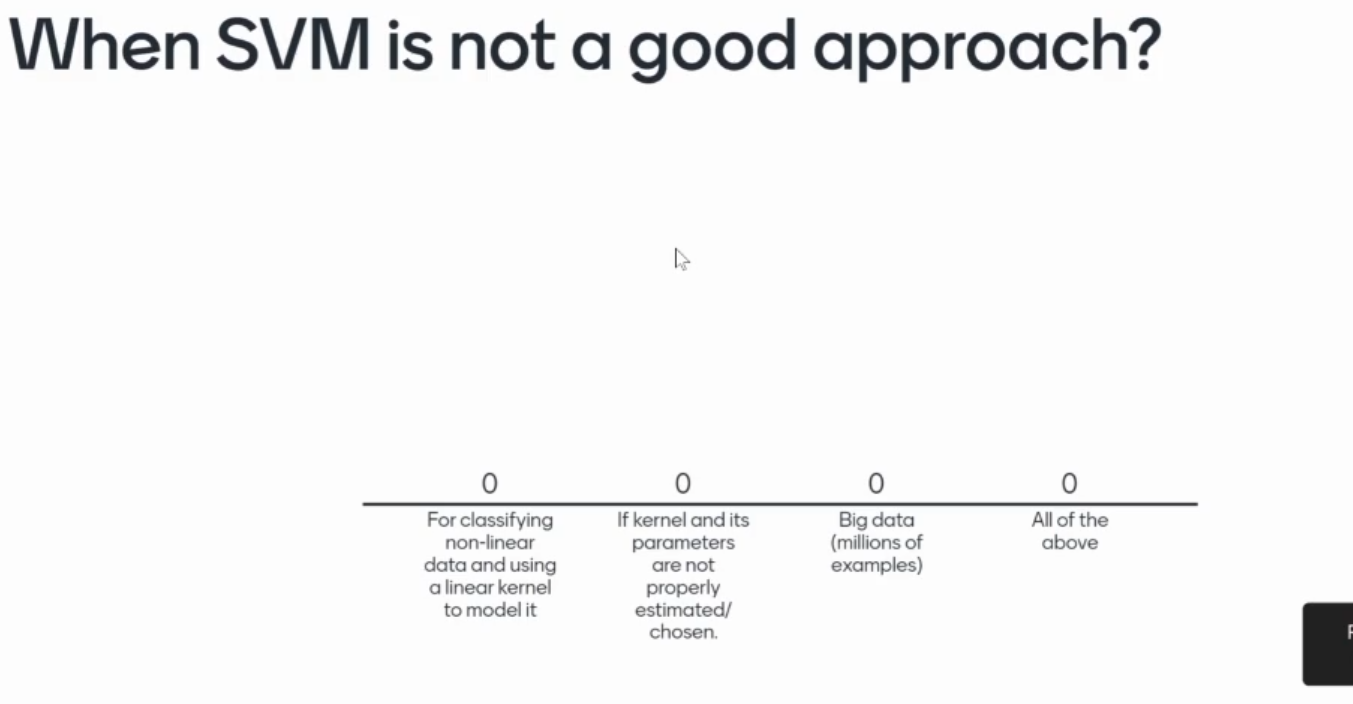 When SVM is not a good approach?
0
0
0
0
For classifying
non-linear
data and using
a linear kernel
to model it
If kernel and its
parameters
are not
properly
estimated/
chosen.
Big data
(millions of
examples)
All of the
above